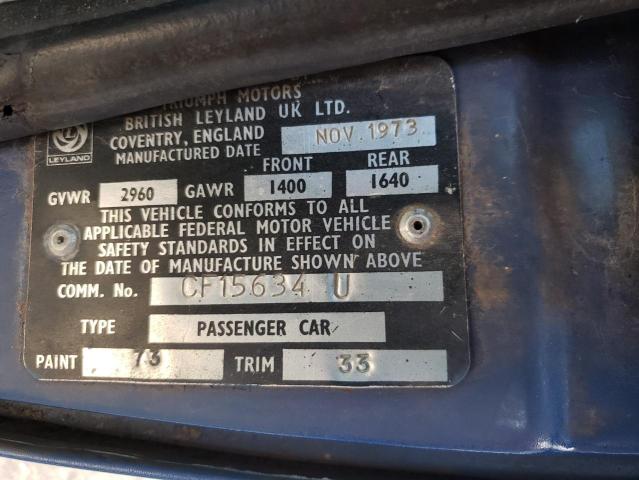 TRIUMPH MOTORS
BRITISH LEYLAND UK LTD.
COVENTRY, ENGLAND
MANUFACTURED DATE NOV 1973
LEYLAND
FRONT REAR
GVWR 2960 GAWR 1400 1640
THIS VEHICLE CONFORMS TO ALL
APPLICABLE FEDERAL MOTOR VEHICLE
SAFETY STANDARDS IN EFFECT ON
THE DATE OF MANUFACTURE SHOWN ABOVE
COMM. No. CF15634 U
TYPE PASSENGER CAR
PAINT 73 TRIM 33